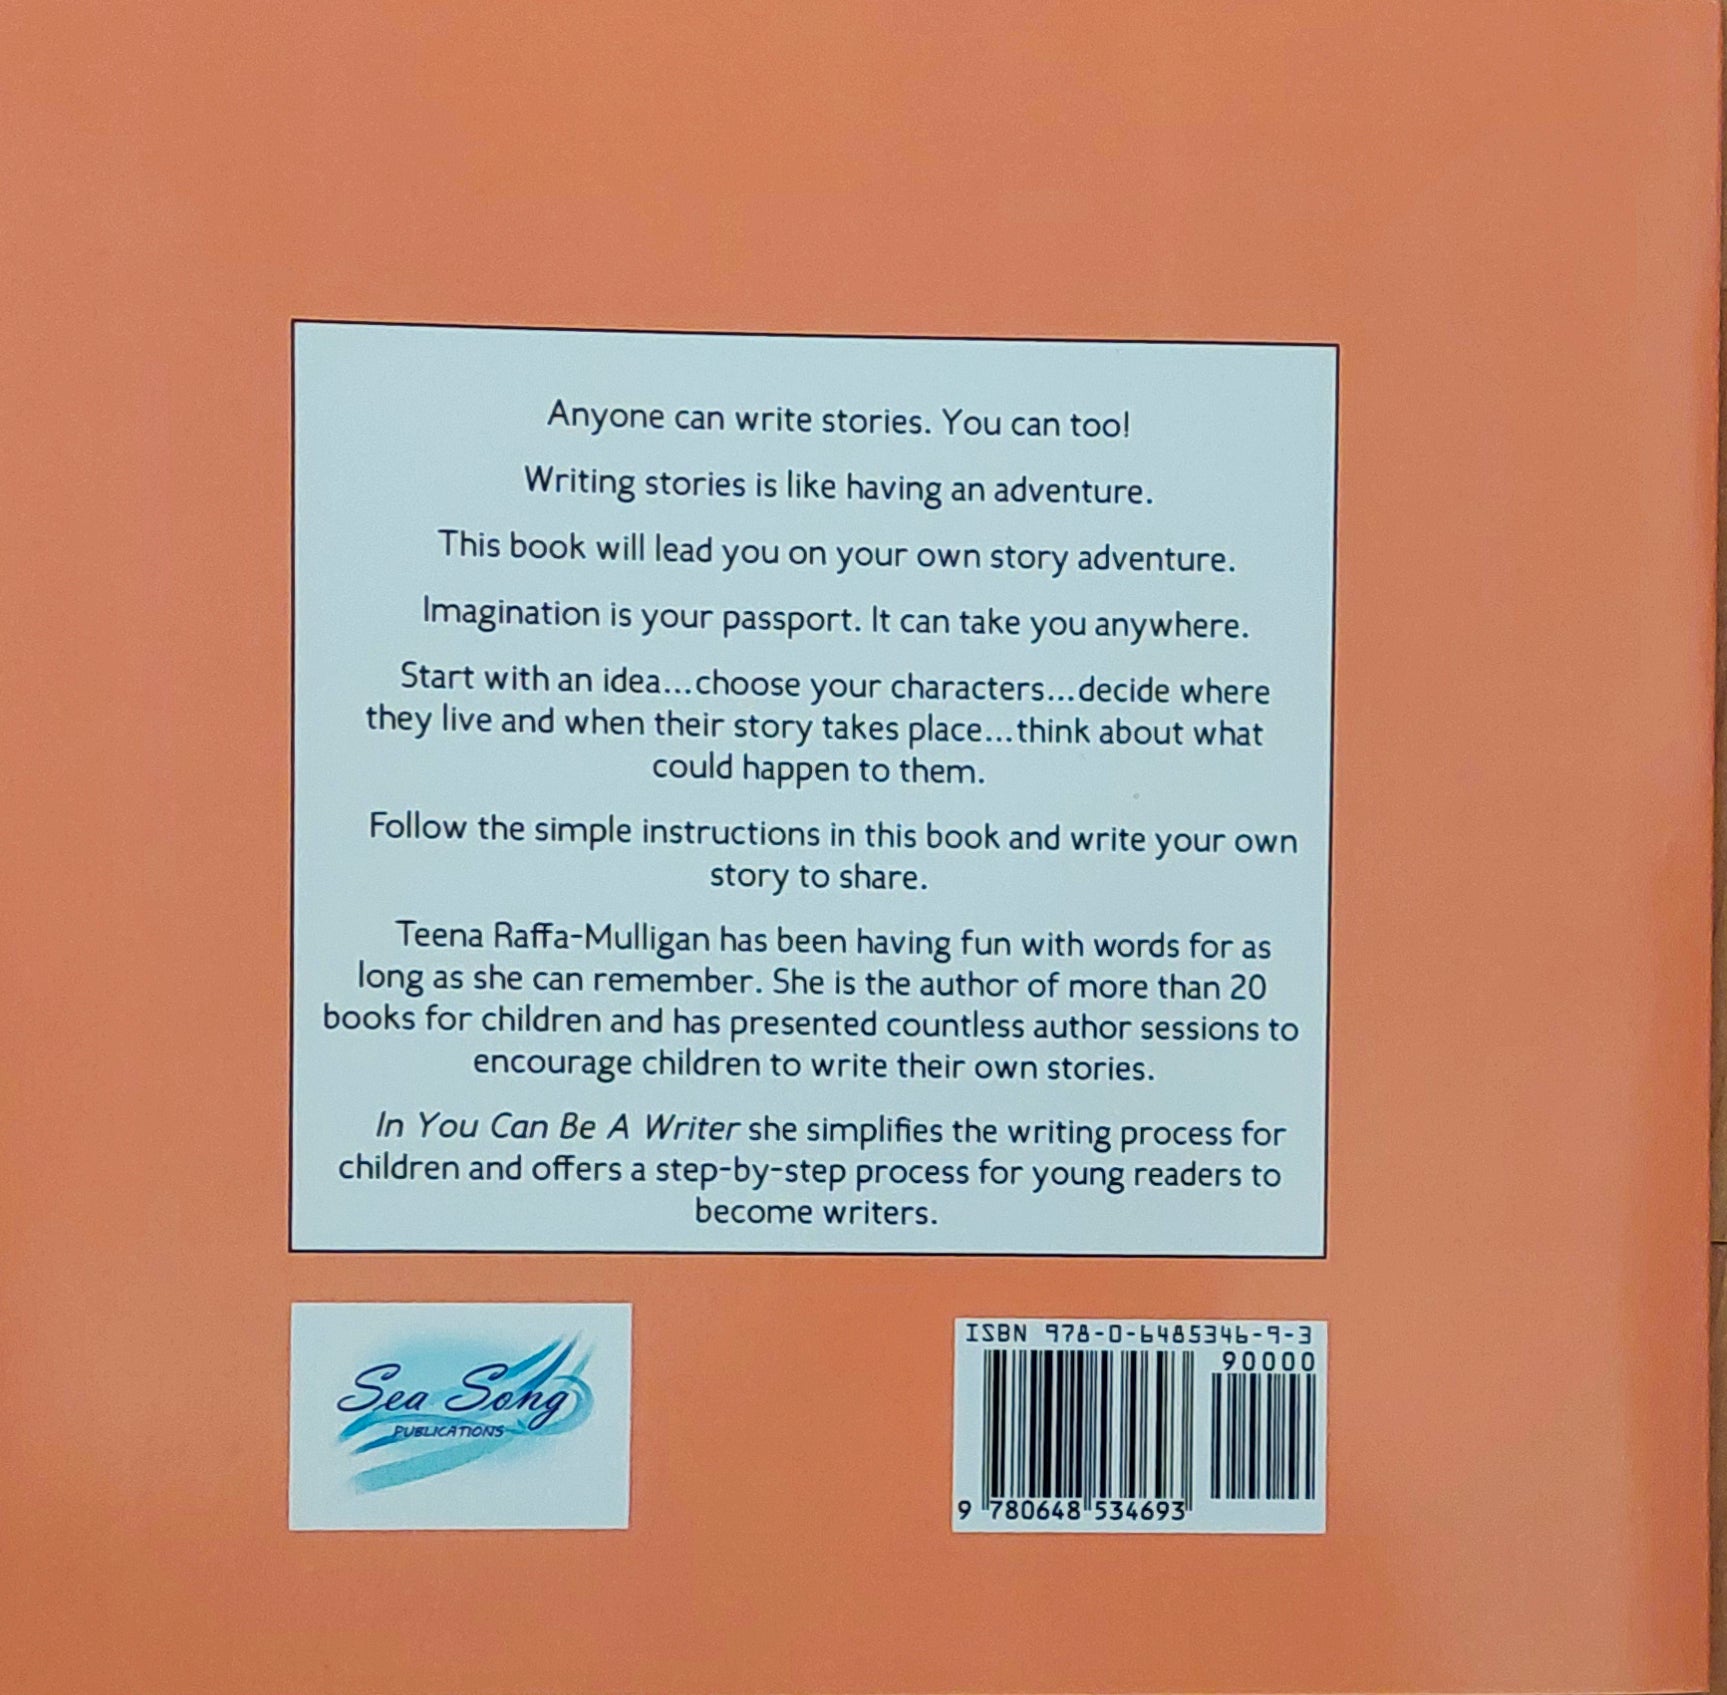 Anyone can write stories. You can too!
Writing stories is like having an adventure.
This book will lead you on your own story adventure.
Imagination is your passport. It can take you anywhere.
Start with an idea...choose your characters...decide where
they live and when their story takes place...think about what
could happen to them.
Follow the simple instructions in this book and write your own
story to share.
Teena Raffa-Mulligan has been having fun with words for as
long as she can remember. She is the author of more than 20
books for children and has presented countless author sessions to
encourage children to write their own stories.
In You Can Be A Writer she simplifies the writing process for
children and offers a step-by-step process for young readers to
become writers.
Sea Song
PUBLICATIONS
ISBN 978-0-6485346-9-3
90000
9 780648 534693